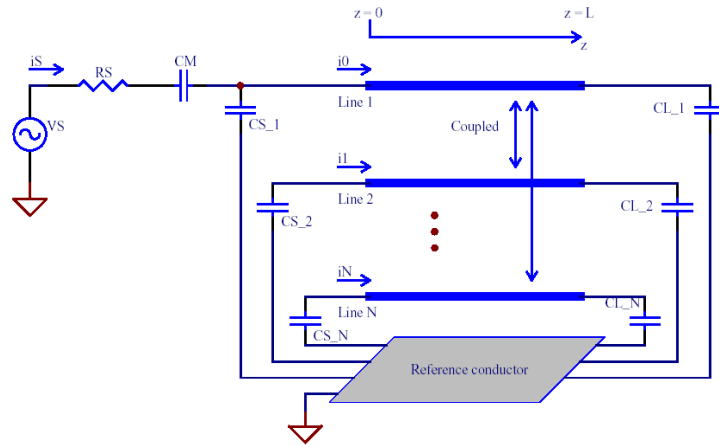 z = 0
z = L
z
iS
RS
CM
i0
VS
CS_1
Line 1
Coupled
CL_1
i1
CS_2
Line 2
CL_2
iN
CS_N
Line N
CL_N
Reference conductor